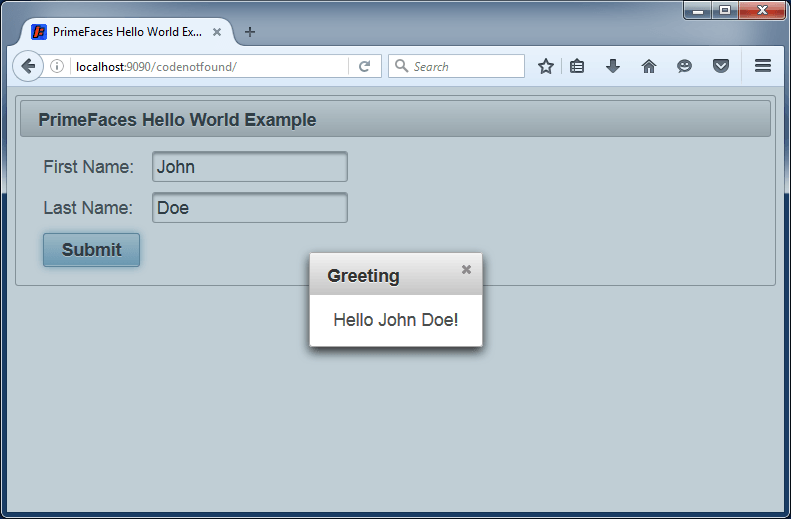 PrimeFaces Hello World Ex...
localhost:9090/codenotfound/
Search
PrimeFaces Hello World Example
First Name: John
Last Name: Doe
Submit
Greeting
Hello John Doe!